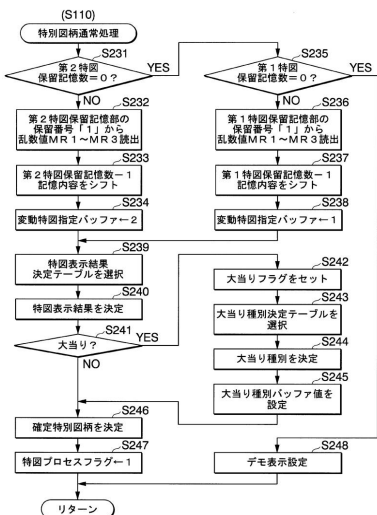 (S110)
特別図柄通常処理
S231
第2特図
保留記憶数=0?
YES
NO
S232
第2特図保留記憶部の
保留番号「1」から
乱数値MR1~MR3読出
S233
第2特図保留記憶数-1
記憶内容をシフト
S234
変動特図指定バッファ←2
S235
第1特図
保留記憶数=0?
YES
NO
S236
第1特図保留記憶部の
保留番号「1」から
乱数値MR1~MR3読出
S237
第1特図保留記憶数-1
記憶内容をシフト
S238
変動特図指定バッファ←1
S239
特図表示結果
決定テーブルを選択
S240
特図表示結果を決定
S241
大当り?
YES
NO
S242
大当りフラグをセット
S243
大当り種別決定テーブルを
選択
S244
大当り種別を決定
S245
大当り種別バッファ値を
設定
S246
確定特別図柄を決定
S247
特図プロセスフラグ←1
S248
デモ表示設定
リターン